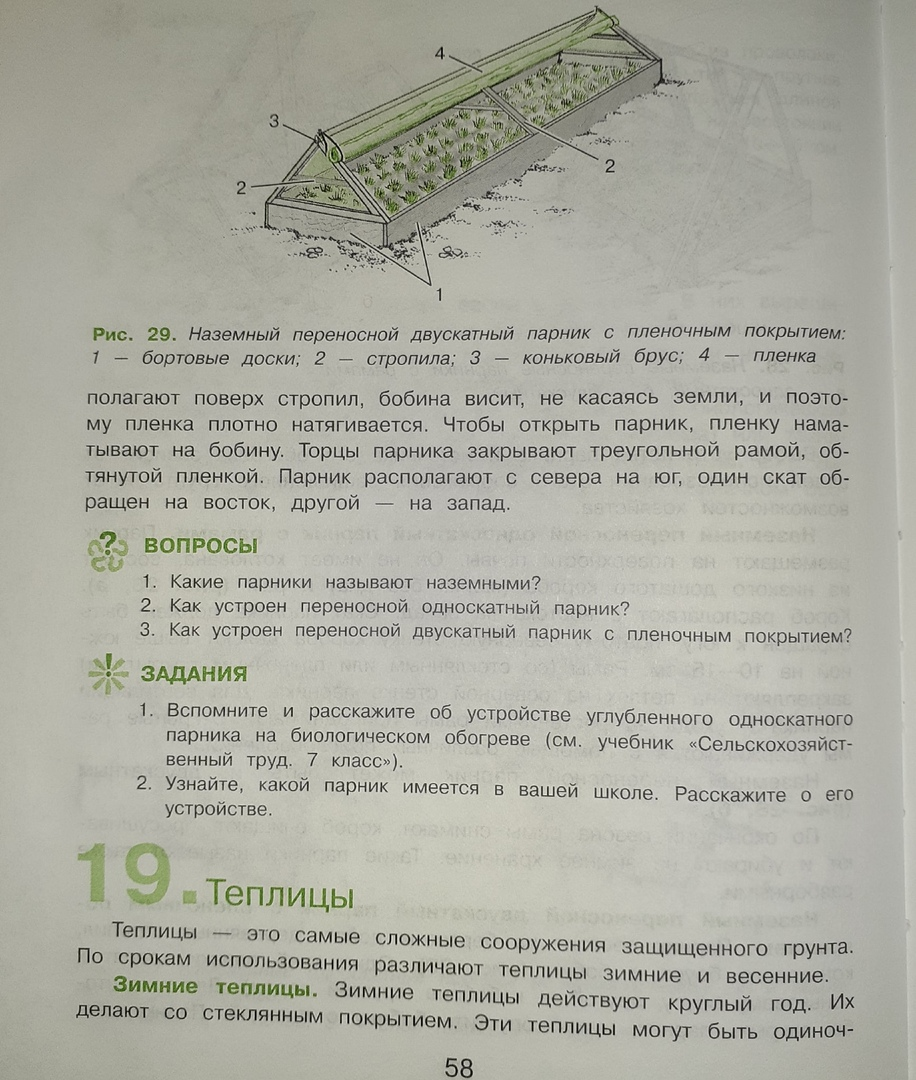 4
3
2
2
1
Рис. 29. Наземный переносной двускатный парник с пленочным покрытием:
1 — бортовые доски; 2 — стропила; 3 — коньковый брус; 4 — пленка
полагают поверх стропил, бобина висит, не касаясь земли, и поэто-
му пленка плотно натягивается. Чтобы открыть парник, пленку нама-
тывают на бобину. Торцы парника закрывают треугольной рамой, об-
тянутой пленкой. Парник располагают с севера на юг, один скат об-
ращен на восток, другой — на запад.
ВОПРОСЫ
1. Какие парники называют наземными?
2. Как устроен переносной односкатный парник?
3. Как устроен переносной двускатный парник с пленочным покрытием?
ЗАДАНИЯ
1. Вспомните и расскажите об устройстве углубленного односкатного
парника на биологическом обогреве (см. учебник «Сельскохозяйст-
венный труд. 7 класс»).
2. Узнайте, какой парник имеется в вашей школе. Расскажите о его
устройстве.
19. Теплицы
Теплицы — это самые сложные сооружения защищенного грунта.
По срокам использования различают теплицы зимние и весенние.
Зимние теплицы. Зимние теплицы действуют круглый год. Их
делают со стеклянным покрытием. Эти теплицы могут быть одиноч-
58